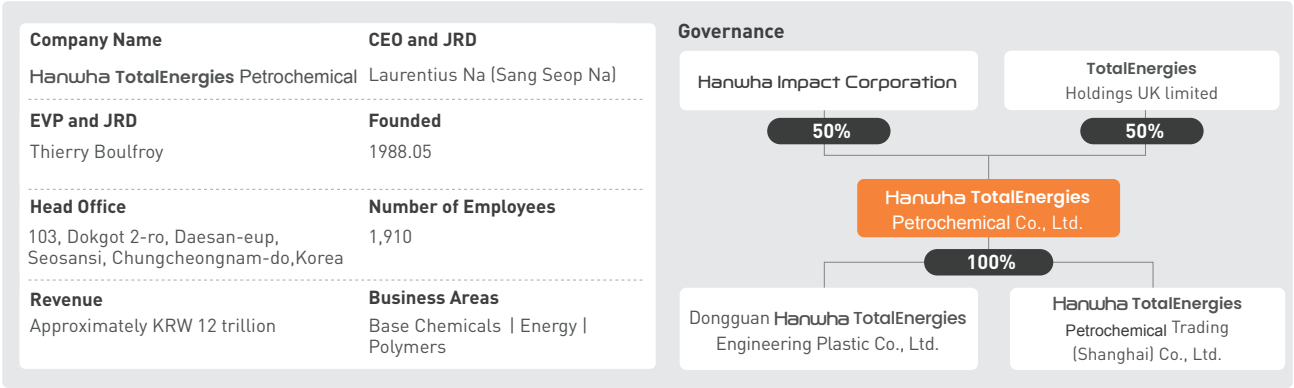 Company Name
Hanwha TotalEnergies Petrochemical
CEO and JRD
Laurentius Na (Sang Seop Na)
EVP and JRD
Thierry Boulfroy
Founded
1988.05
Head Office
103, Dokgot 2-ro, Daesan-eup,
Seosansi, Chungcheongnam-do,Korea
Number of Employees
1,910
Revenue
Approximately KRW 12 trillion
Business Areas
Base Chemicals | Energy |
Polymers
Governance
Hanwha Impact Corporation
50%
TotalEnergies
Holdings UK limited
50%
Hanwha TotalEnergies
Petrochemical Co., Ltd.
100%
Dongguan Hanwha TotalEnergies
Engineering Plastic Co., Ltd.
Hanwha TotalEnergies
Petrochemical Trading
(Shanghai) Co., Ltd.